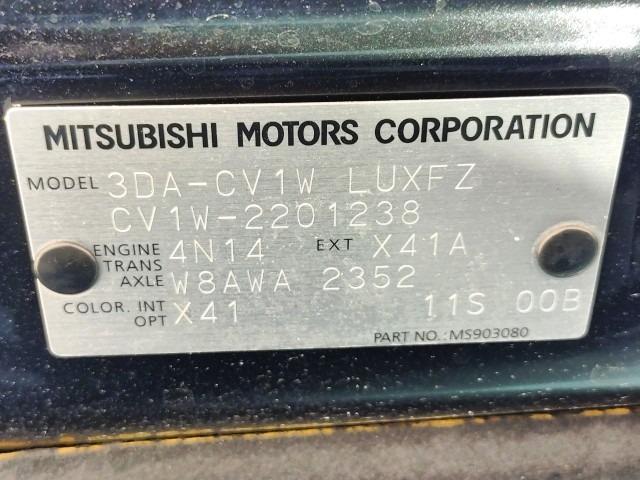 MITSUBISHI MOTORS CORPORATION
MODEL 3DA-CV1W LUXFZ
CV1W-2201238
ENGINE 4N14 EXT X41A
TRANS AXLE W8AWA 2352
COLOR. INT OPT X41 11S 00B
PART NO.: MS903080